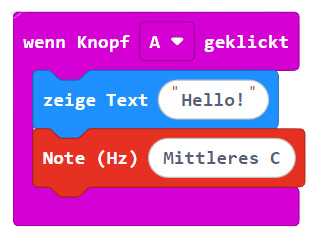 wenn Knopf A geklickt
zeige Text "Hello!"
Note (Hz) Mittleres C